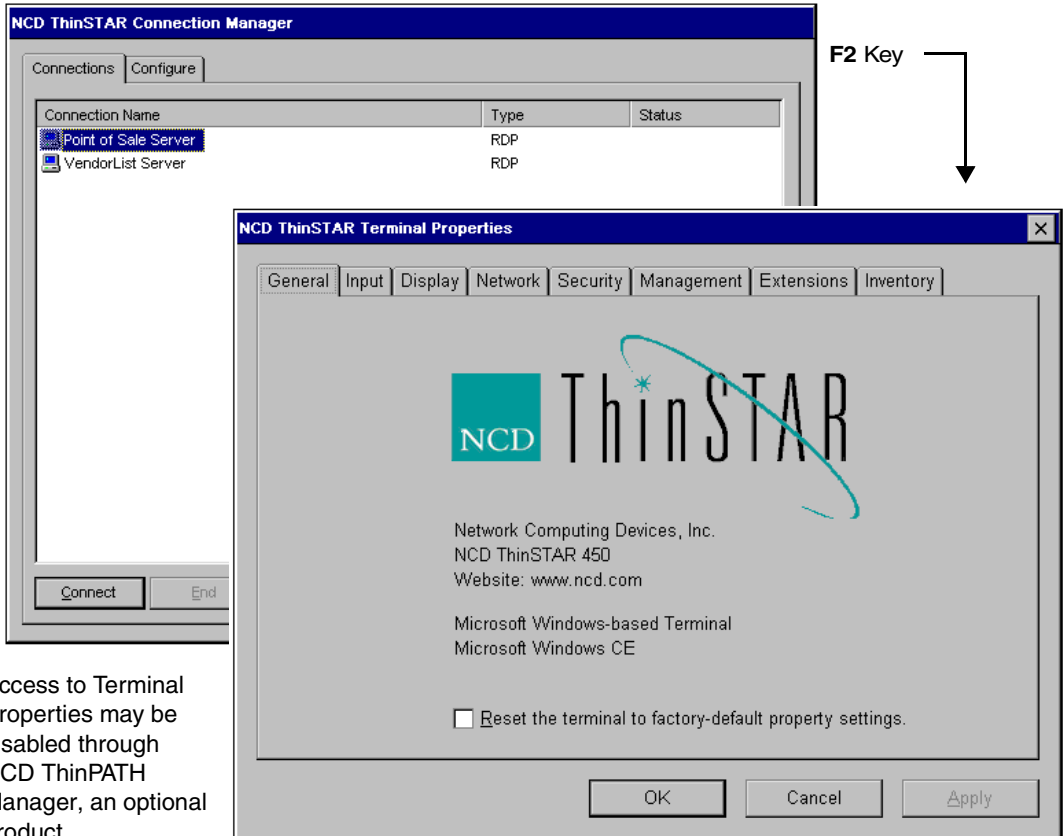 NCD ThinSTAR Connection Manager
F2 Key
Connections Configure
Connection Name Type Status
Point of Sale Server RDP
VendorList Server RDP
NCD ThinSTAR Terminal Properties
General Input Display Network Security Management Extensions Inventory
NCD ThinSTAR
Network Computing Devices, Inc.
NCD ThinSTAR 450
Website: www.ncd.com
Microsoft Windows-based Terminal
Microsoft Windows CE
Reset the terminal to factory-default property settings.
OK Cancel Apply
Connect End
ccess to Terminal
roperties may be
isabled through
CD ThinPATH
anager, an optional
roduct